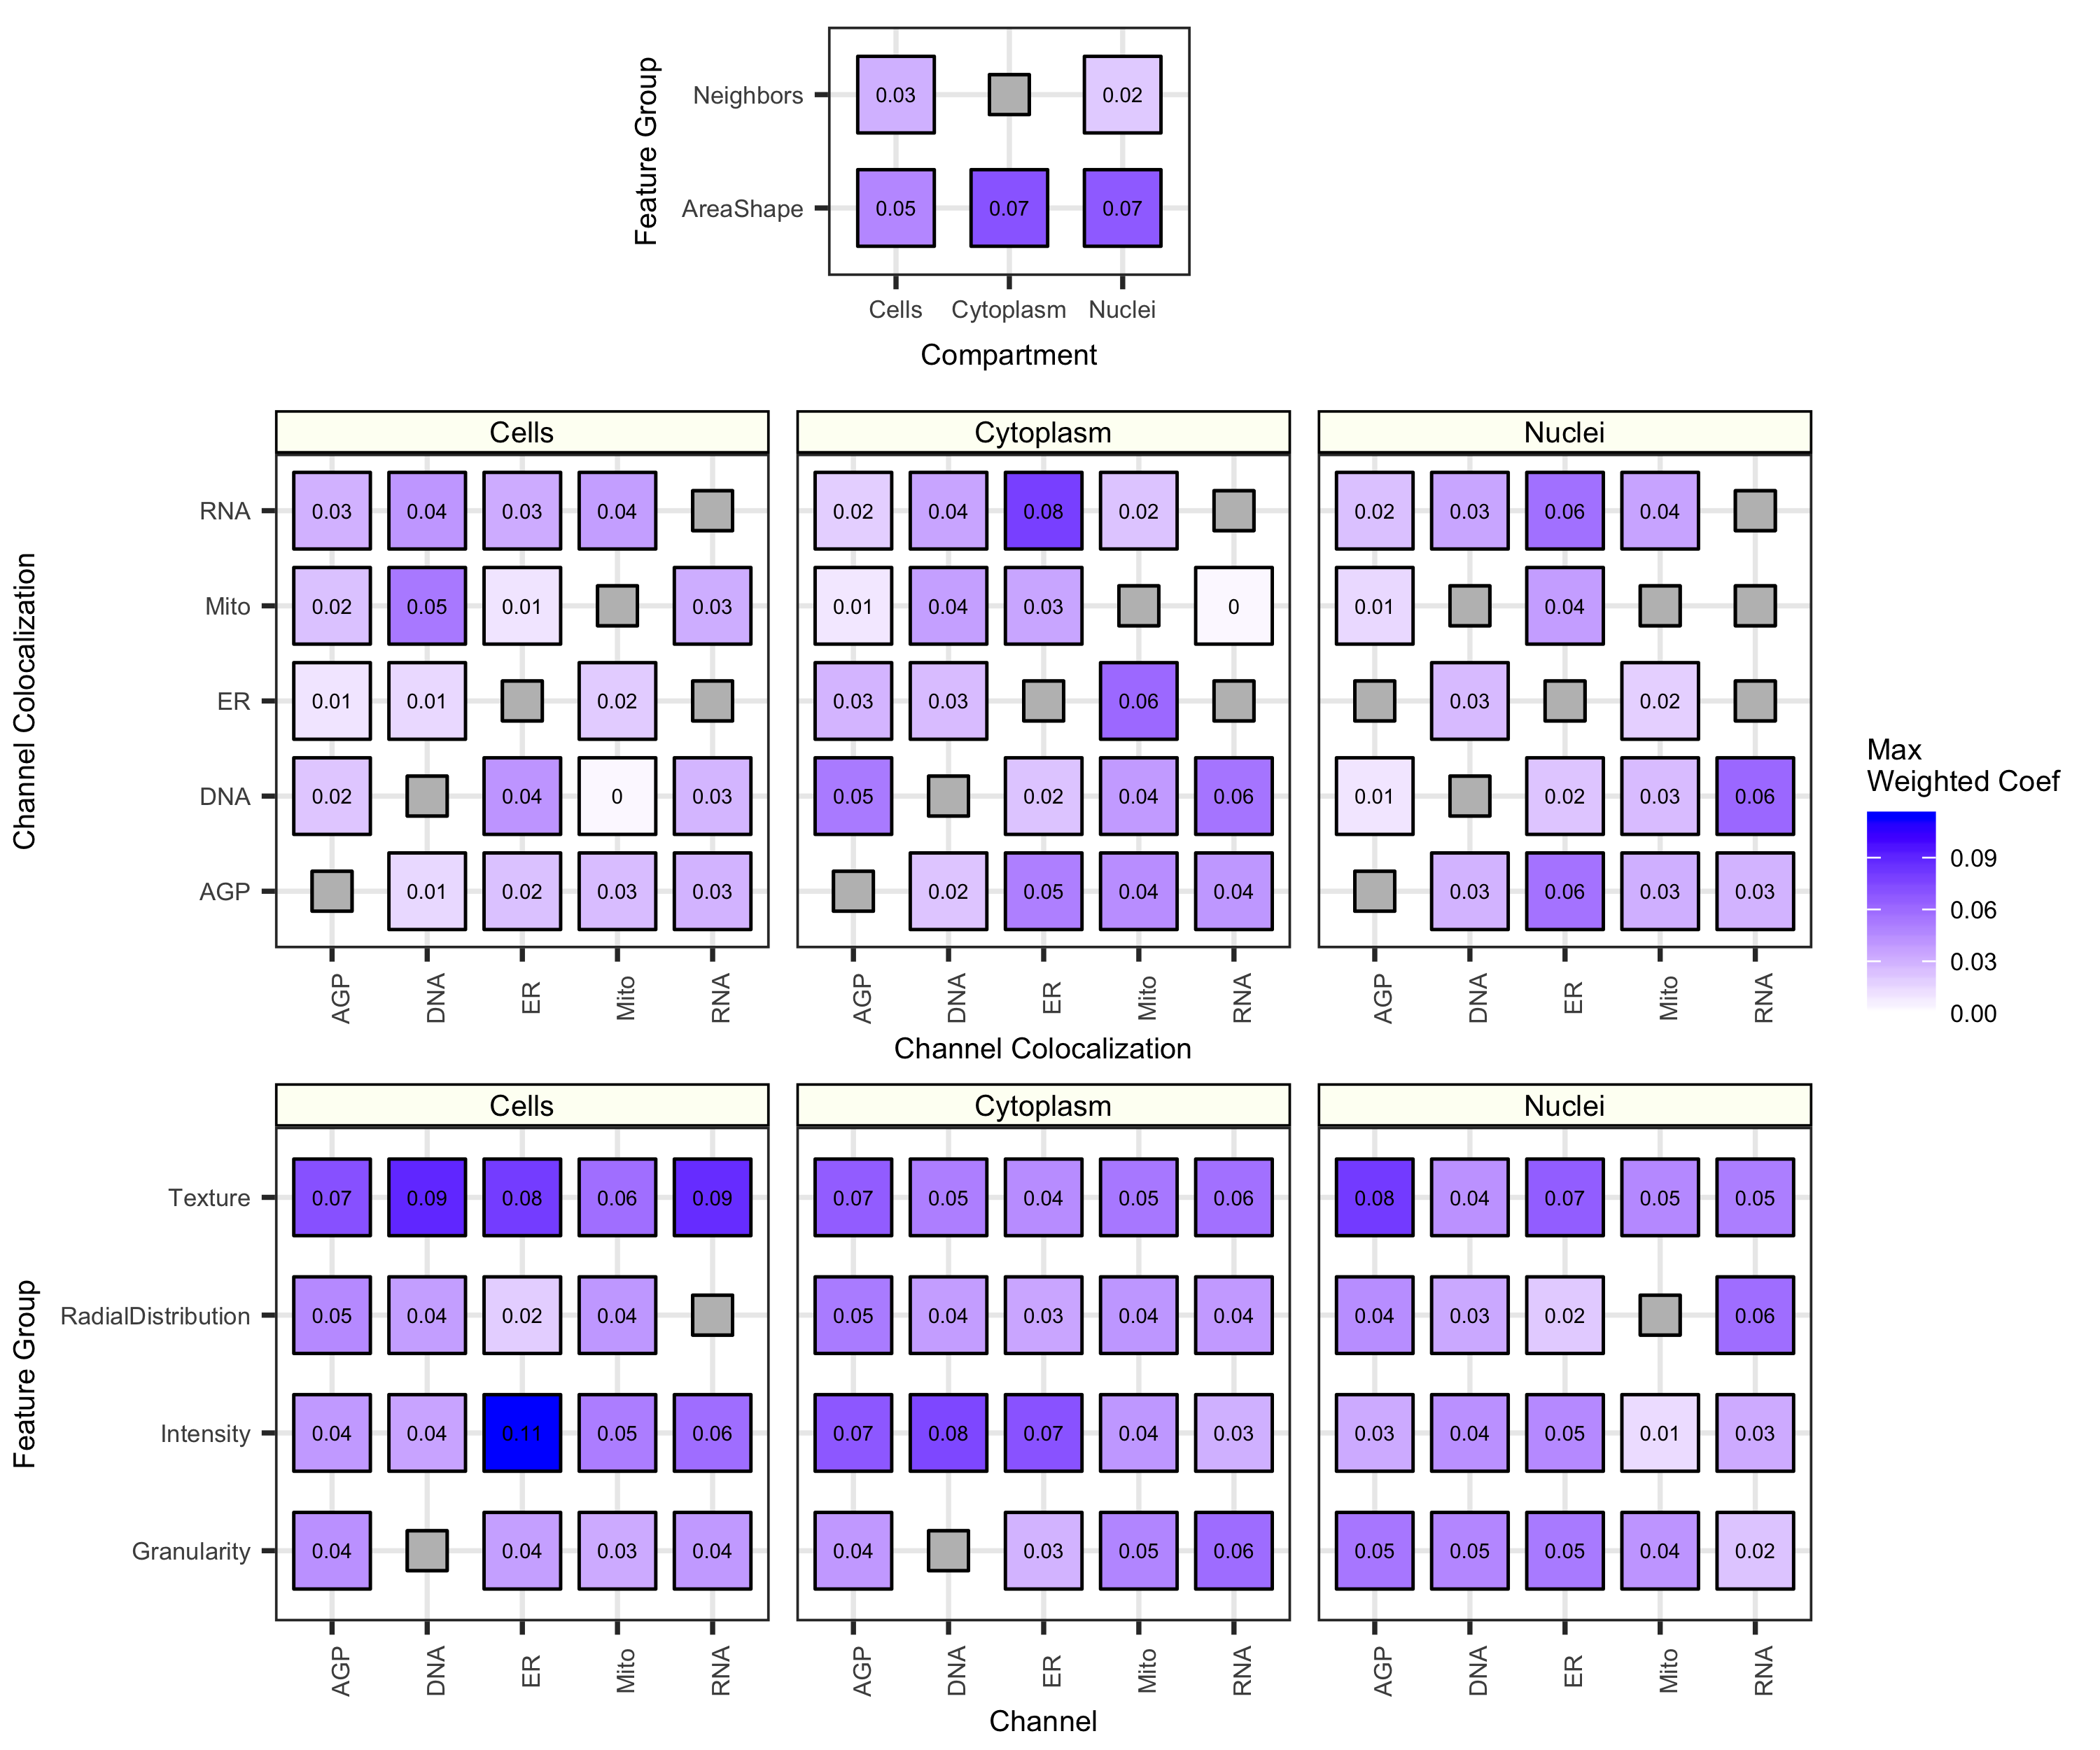 Feature Group
Neighbors 0.03 0.02
AreaShape 0.05 0.07 0.07
Cells Cytoplasm Nuclei
Compartment
Channel Colocalization
Cells Cytoplasm Nuclei
RNA 0.03 0.04 0.03 0.04 0.02 0.04 0.08 0.02 0.02 0.03 0.06 0.04
Mito 0.02 0.05 0.01 0.03 0.01 0.04 0.03 0 0.01 0.04
ER 0.01 0.01 0.02 0.03 0.03 0.06 0.03 0.02
DNA 0.02 0.04 0 0.03 0.05 0.02 0.04 0.06 0.01 0.02 0.03 0.06
AGP 0.01 0.02 0.03 0.03 0.02 0.05 0.04 0.04 0.03 0.06 0.03 0.03
AGP DNA ER Mito RNA AGP DNA ER Mito RNA AGP DNA ER Mito RNA
Channel Colocalization
Max
Weighted Coef
0.09
0.06
0.03
0.00
Feature Group
Cells Cytoplasm Nuclei
Texture 0.07 0.09 0.08 0.06 0.09 0.07 0.05 0.04 0.05 0.06 0.08 0.04 0.07 0.05 0.05
RadialDistribution 0.05 0.04 0.02 0.04 0.05 0.04 0.03 0.04 0.04 0.04 0.03 0.02 0.06
Intensity 0.04 0.04 0.11 0.05 0.06 0.07 0.08 0.07 0.04 0.03 0.03 0.04 0.05 0.01 0.03
Granularity 0.04 0.04 0.03 0.04 0.04 0.03 0.05 0.06 0.05 0.05 0.05 0.04 0.02
AGP DNA ER Mito RNA AGP DNA ER Mito RNA AGP DNA ER Mito RNA
Channel